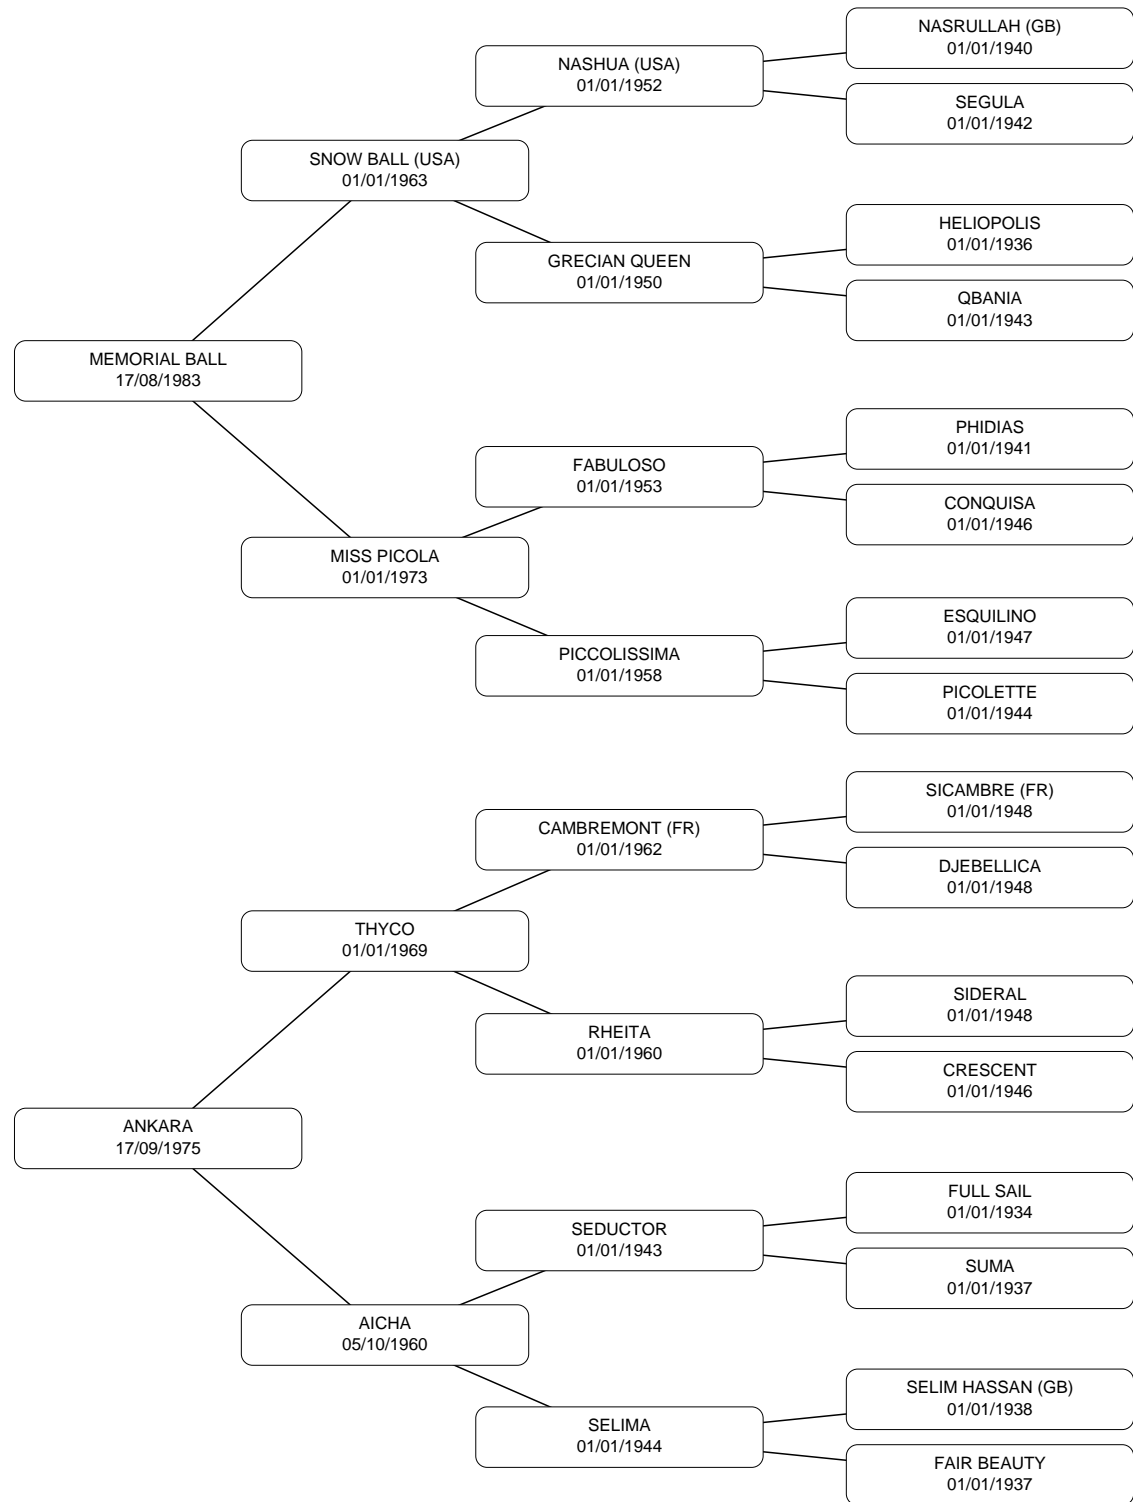 NASRULLAH (GB)
01/01/1940
NASHUA (USA)
01/01/1952
SEGULA
01/01/1942
SNOW BALL (USA)
01/01/1963
HELIOPOLIS
01/01/1936
GRECIAN QUEEN
01/01/1950
QBANIA
01/01/1943
MEMORIAL BALL
17/08/1983
PHIDIAS
01/01/1941
FABULOSO
01/01/1953
CONQUISA
01/01/1946
MISS PICOLA
01/01/1973
ESQUILINO
01/01/1947
PICCOLISSIMA
01/01/1958
PICOLETTE
01/01/1944
SICAMBRE (FR)
01/01/1948
CAMBREMONT (FR)
01/01/1962
DJEBELLICA
01/01/1948
THYCO
01/01/1969
SIDERAL
01/01/1948
RHEITA
01/01/1960
CRESCENT
01/01/1946
ANKARA
17/09/1975
FULL SAIL
01/01/1934
SEDUCTOR
01/01/1943
SUMA
01/01/1937
AICHA
05/10/1960
SELIM HASSAN (GB)
01/01/1938
SELIMA
01/01/1944
FAIR BEAUTY
01/01/1937